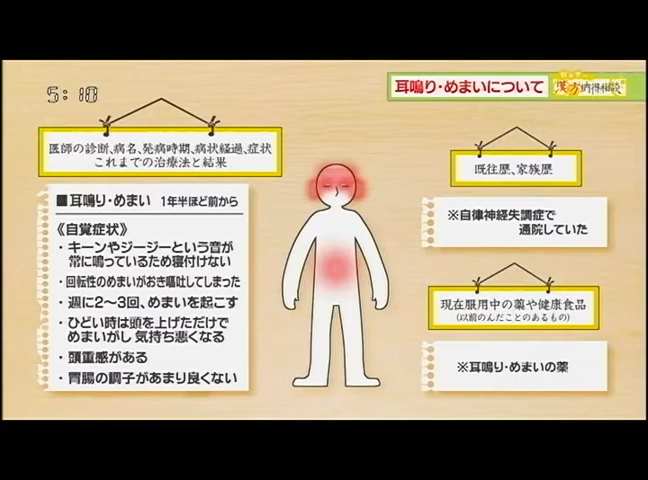 5:10
耳鳴り・めまいについて
漢方納得相談
医師の診断、病名、発病時期、病状経過、症状
これまでの治療法と結果
■耳鳴り・めまい 1年半ほど前から
《自覚症状》
・キーンやジージーという音が
常に鳴っているため寝付けない
・回転性のめまいがおき嘔吐してしまった
・週に2〜3回、めまいを起こす
・ひどい時は頭を上げただけで
めまいがし 気持ち悪くなる
・頭重感がある
・胃腸の調子があまり良くない
既往歴、家族歴
※自律神経失調症で
通院していた
現在服用中の薬や健康食品
(以前のんだことのあるもの)
※耳鳴り・めまいの薬